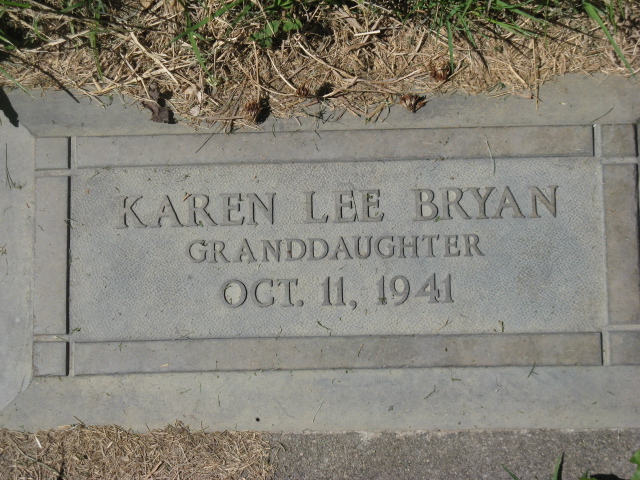 KAREN LEE BRYAN
GRANDDAUGHTER
OCT. 11, 1941